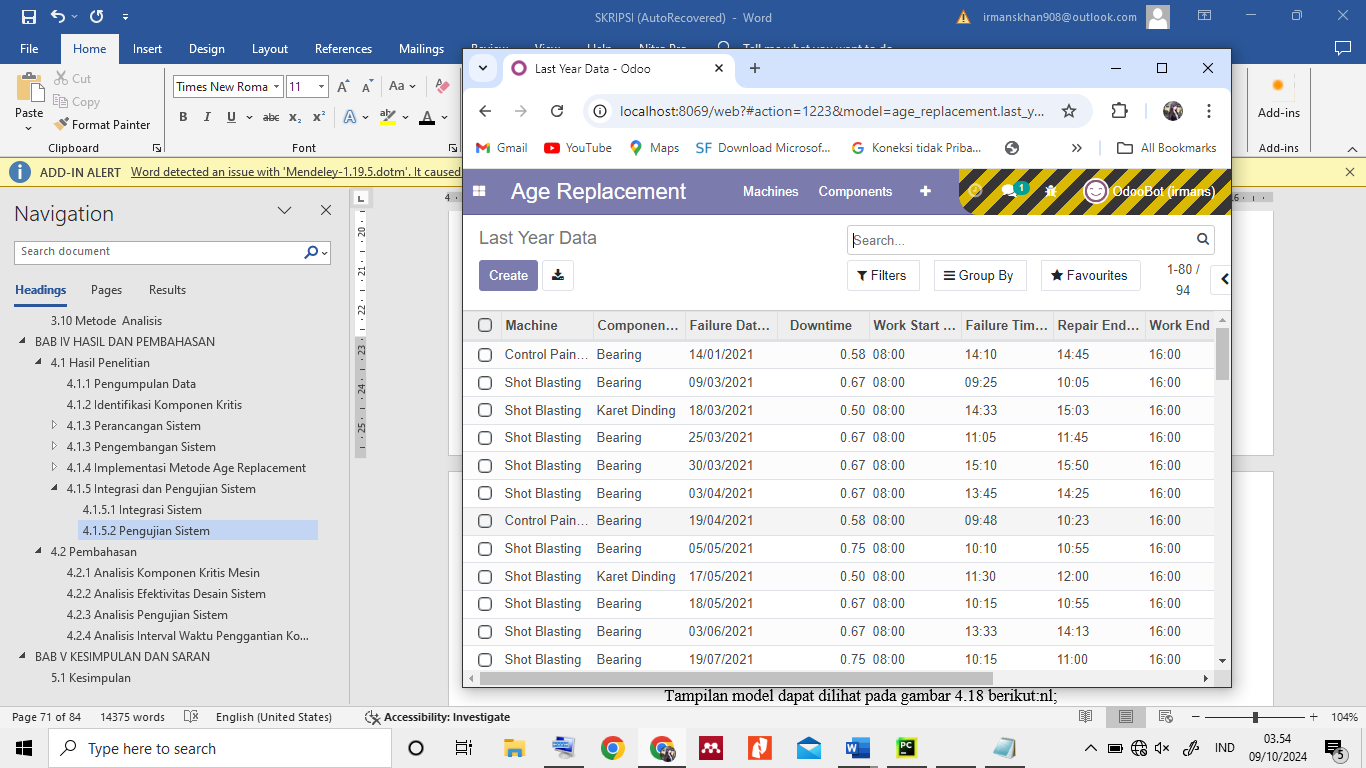 SKRIPSI (AutoRecovered) - Word
irmanskhan908@outlook.com
File Home Insert Design Layout References Mailings
Paste
Cut
Copy
Format Painter
Clipboard
Times New Roma 11
Font
Add-ins
Add-ins
ADD-IN ALERT Word detected an issue with 'Mendeley-1.19.5.dotm'. It caused
Navigation
Search document
Headings Pages Results
3.10 Metode Analisis
BAB IV HASIL DAN PEMBAHASAN
4.1 Hasil Penelitian
4.1.1 Pengumpulan Data
4.1.2 Identifikasi Komponen Kritis
4.1.3 Perancangan Sistem
4.1.3 Pengembangan Sistem
4.1.4 Implementasi Metode Age Replacement
4.1.5 Integrasi dan Pengujian Sistem
4.1.5.1 Integrasi Sistem
4.1.5.2 Pengujian Sistem
4.2 Pembahasan
4.2.1 Analisis Komponen Kritis Mesin
4.2.2 Analisis Efektivitas Desain Sistem
4.2.3 Analisis Pengujian Sistem
4.2.4 Analisis Interval Waktu Penggantian Ko...
BAB V KESIMPULAN DAN SARAN
5.1 Kesimpulan
Last Year Data - Odoo
localhost:8069/web?#action=1223&model=age_replacement.last_y...
Gmail YouTube Maps SF Download Microsof... Koneksi tidak Priba... All Bookmarks
Age Replacement Machines Components 1 OdooBot (irmans)
Last Year Data
Search...
Create Filters Group By Favourites 1-80 / 94
Machine Componen... Failure Dat... Downtime Work Start ... Failure Tim... Repair End... Work End
Control Pain... Bearing 14/01/2021 0.58 08:00 14:10 14:45 16:00
Shot Blasting Bearing 09/03/2021 0.67 08:00 09:25 10:05 16:00
Shot Blasting Karet Dinding 18/03/2021 0.50 08:00 14:33 15:03 16:00
Shot Blasting Bearing 25/03/2021 0.67 08:00 11:05 11:45 16:00
Shot Blasting Bearing 30/03/2021 0.67 08:00 15:10 15:50 16:00
Shot Blasting Bearing 03/04/2021 0.67 08:00 13:45 14:25 16:00
Control Pain... Bearing 19/04/2021 0.58 08:00 09:48 10:23 16:00
Shot Blasting Bearing 05/05/2021 0.75 08:00 10:10 10:55 16:00
Shot Blasting Karet Dinding 17/05/2021 0.50 08:00 11:30 12:00 16:00
Shot Blasting Bearing 18/05/2021 0.67 08:00 10:15 10:55 16:00
Shot Blasting Bearing 03/06/2021 0.67 08:00 13:33 14:13 16:00
Shot Blasting Bearing 19/07/2021 0.75 08:00 10:15 11:00 16:00
Tampilan model dapat dilihat pada gambar 4.18 berikut:nl;
Page 71 of 84 14375 words English (United States) Accessibility: Investigate 104%
Type here to search
IND
03.54
09/10/2024
5